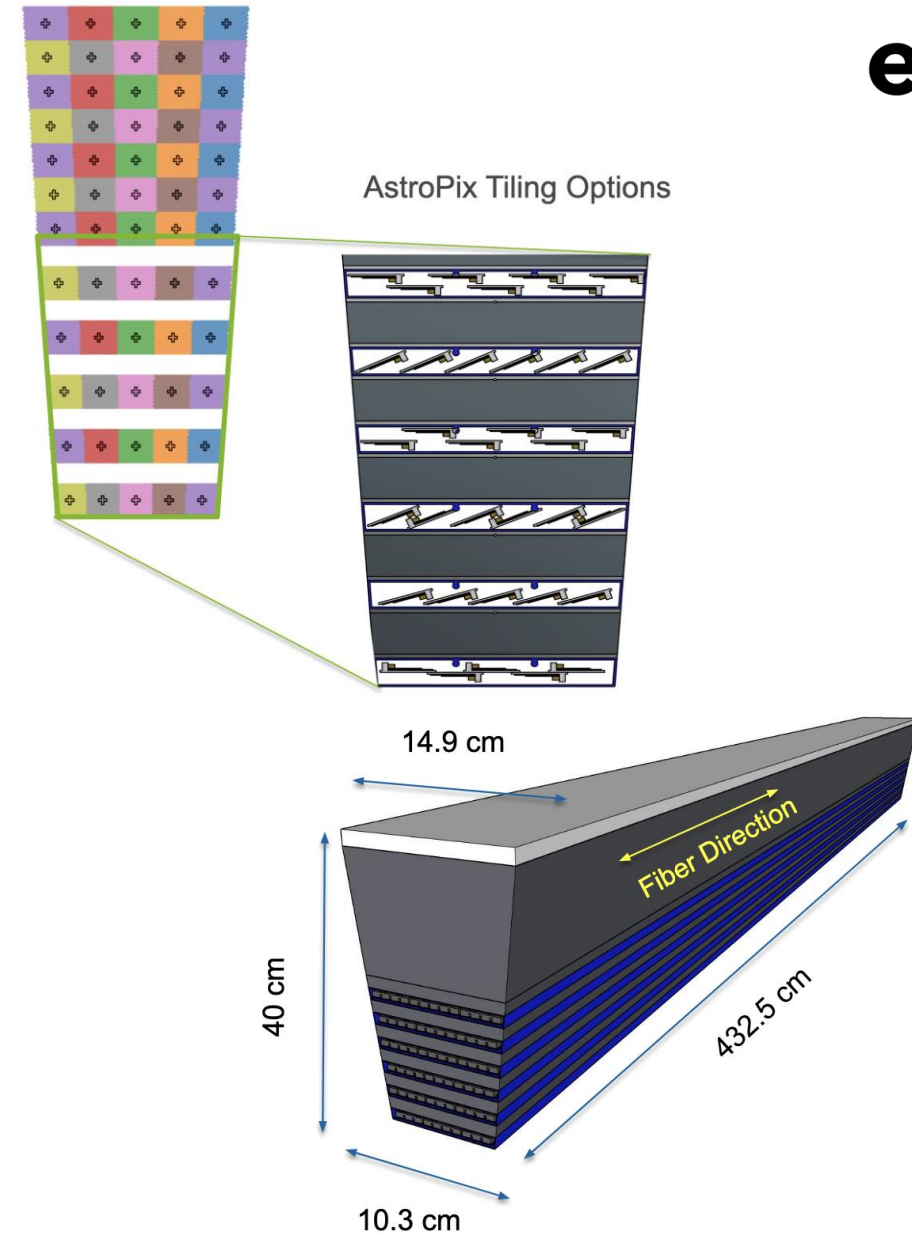 e
AstroPix Tiling Options
14.9 cm
Fiber Direction
40 cm
432.5 cm
10.3 cm